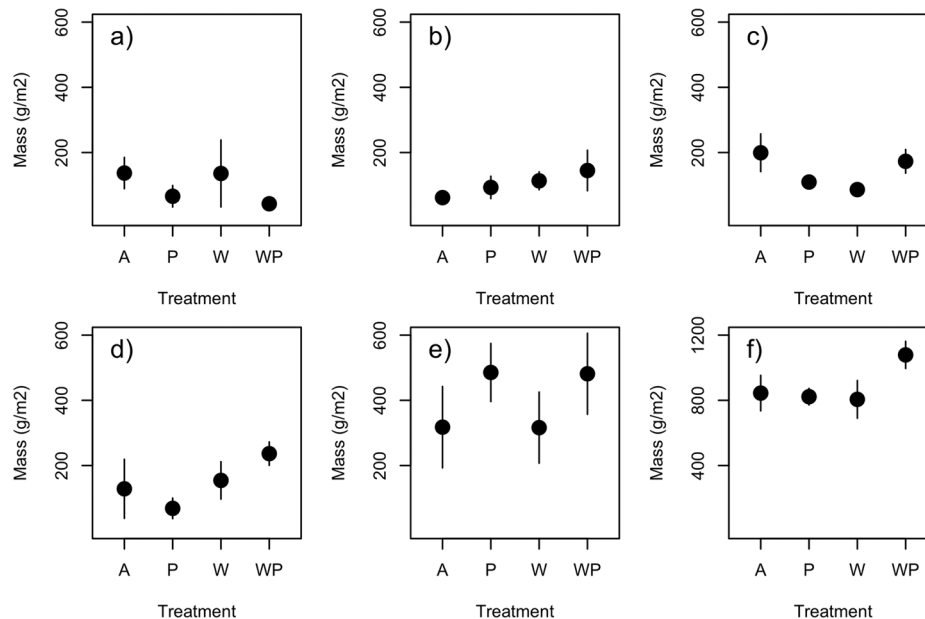 a)
Mass (g/m2)
600
400
200
A P W WP
Treatment
b)
Mass (g/m2)
600
400
200
A P W WP
Treatment
c)
Mass (g/m2)
600
400
200
A P W WP
Treatment
d)
Mass (g/m2)
600
400
200
A P W WP
Treatment
e)
Mass (g/m2)
600
400
200
A P W WP
Treatment
f)
Mass (g/m2)
1200
800
400
A P W WP
Treatment